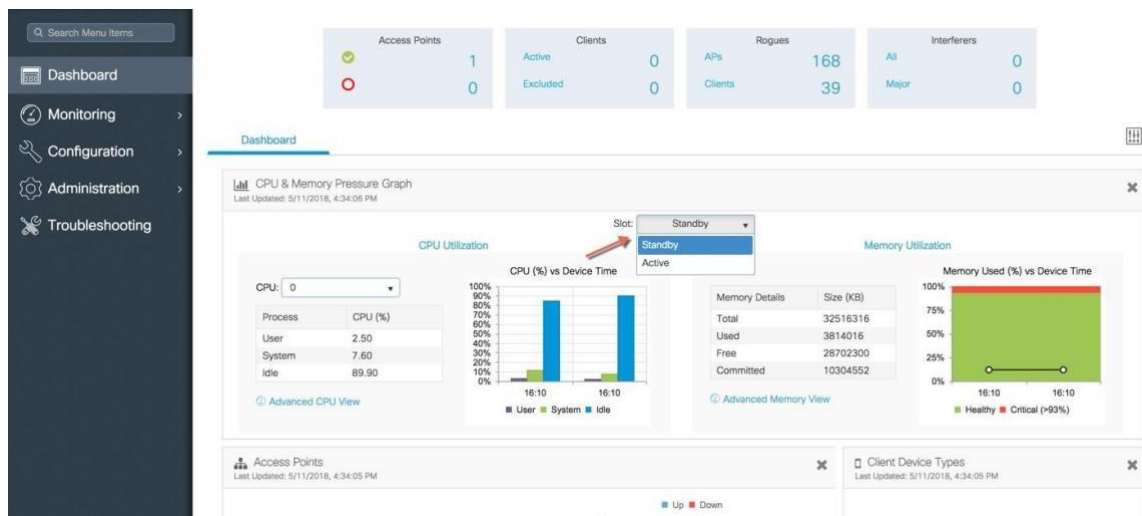 Search Menu Items
Dashboard
Monitoring
Configuration
Administration
Troubleshooting
Access Points
1
0
Clients
Active 0
Excluded 0
Rogues
APs 168
Clients 39
Interferers
All 0
Major 0
Dashboard
CPU & Memory Pressure Graph
Last Updated: 5/11/2018, 4:34:06 PM
Slot: Standby
Standby
Active
CPU Utilization
CPU: 0
Process CPU (%)
User 2.50
System 7.60
Idle 89.90
Advanced CPU View
CPU (%) vs Device Time
100%
90%
80%
70%
60%
50%
40%
30%
20%
10%
0%
16:10 16:10
User System Idle
Memory Utilization
Memory Details Size (KB)
Total 32516316
Used 3814016
Free 28702300
Committed 10304552
Advanced Memory View
Memory Used (%) vs Device Time
100%
75%
50%
25%
0%
16:10 16:10
Healthy Critical (>93%)
Access Points
Last Updated: 5/11/2018, 4:34:05 PM
Up Down
Client Device Types
Last Updated: 5/11/2018, 4:34:05 PM